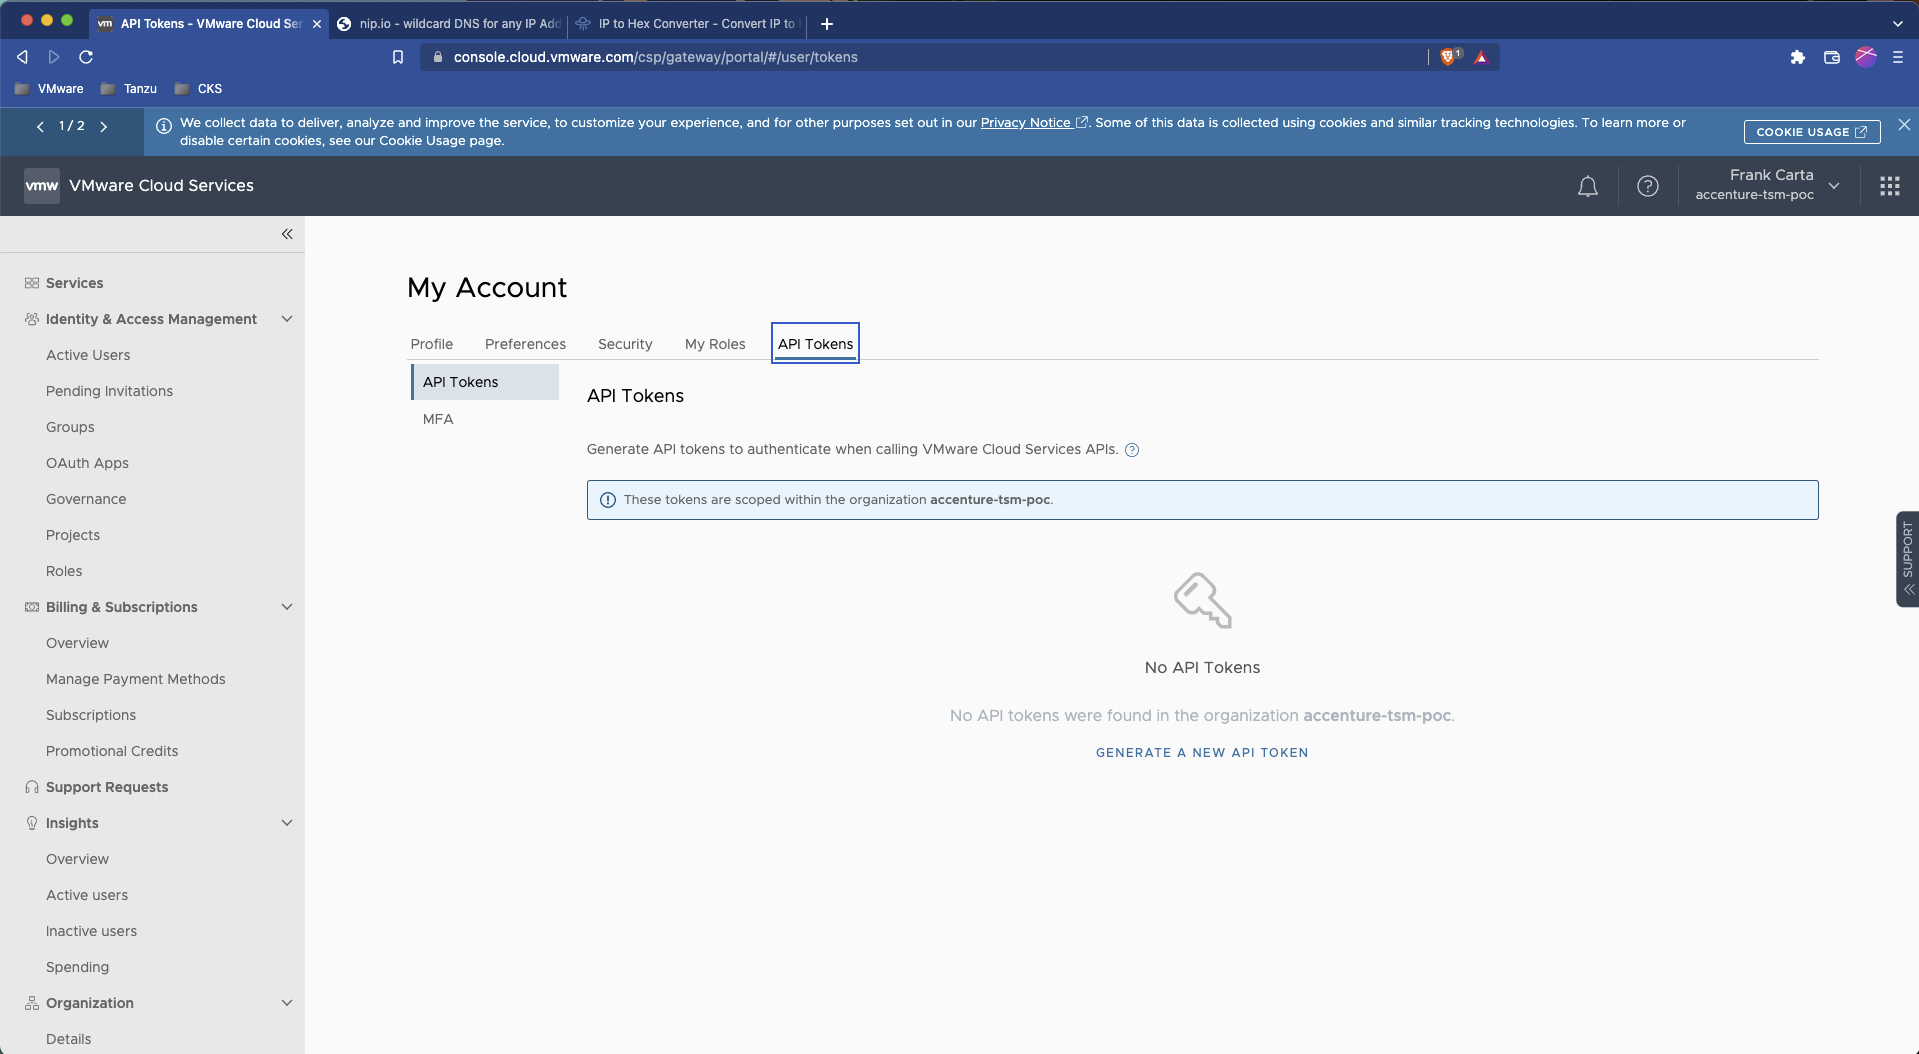 API Tokens - VMware Cloud Ser
nip.io - wildcard DNS for any IP Add
IP to Hex Converter - Convert IP to
console.cloud.vmware.com/csp/gateway/portal/#/user/tokens
1
VMware
Tanzu
CKS
1 / 2
We collect data to deliver, analyze and improve the service, to customize your experience, and for other purposes set out in our Privacy Notice. Some of this data is collected using cookies and similar tracking technologies. To learn more or
disable certain cookies, see our Cookie Usage page.
COOKIE USAGE
vmw
VMware Cloud Services
Frank Carta
accenture-tsm-poc
Services
Identity & Access Management
Active Users
Pending Invitations
Groups
OAuth Apps
Governance
Projects
Roles
Billing & Subscriptions
Overview
Manage Payment Methods
Subscriptions
Promotional Credits
Support Requests
Insights
Overview
Active users
Inactive users
Spending
Organization
Details
My Account
Profile
Preferences
Security
My Roles
API Tokens
API Tokens
MFA
API Tokens
Generate API tokens to authenticate when calling VMware Cloud Services APIs.
These tokens are scoped within the organization accenture-tsm-poc.
No API Tokens
No API tokens were found in the organization accenture-tsm-poc.
GENERATE A NEW API TOKEN
SUPPORT